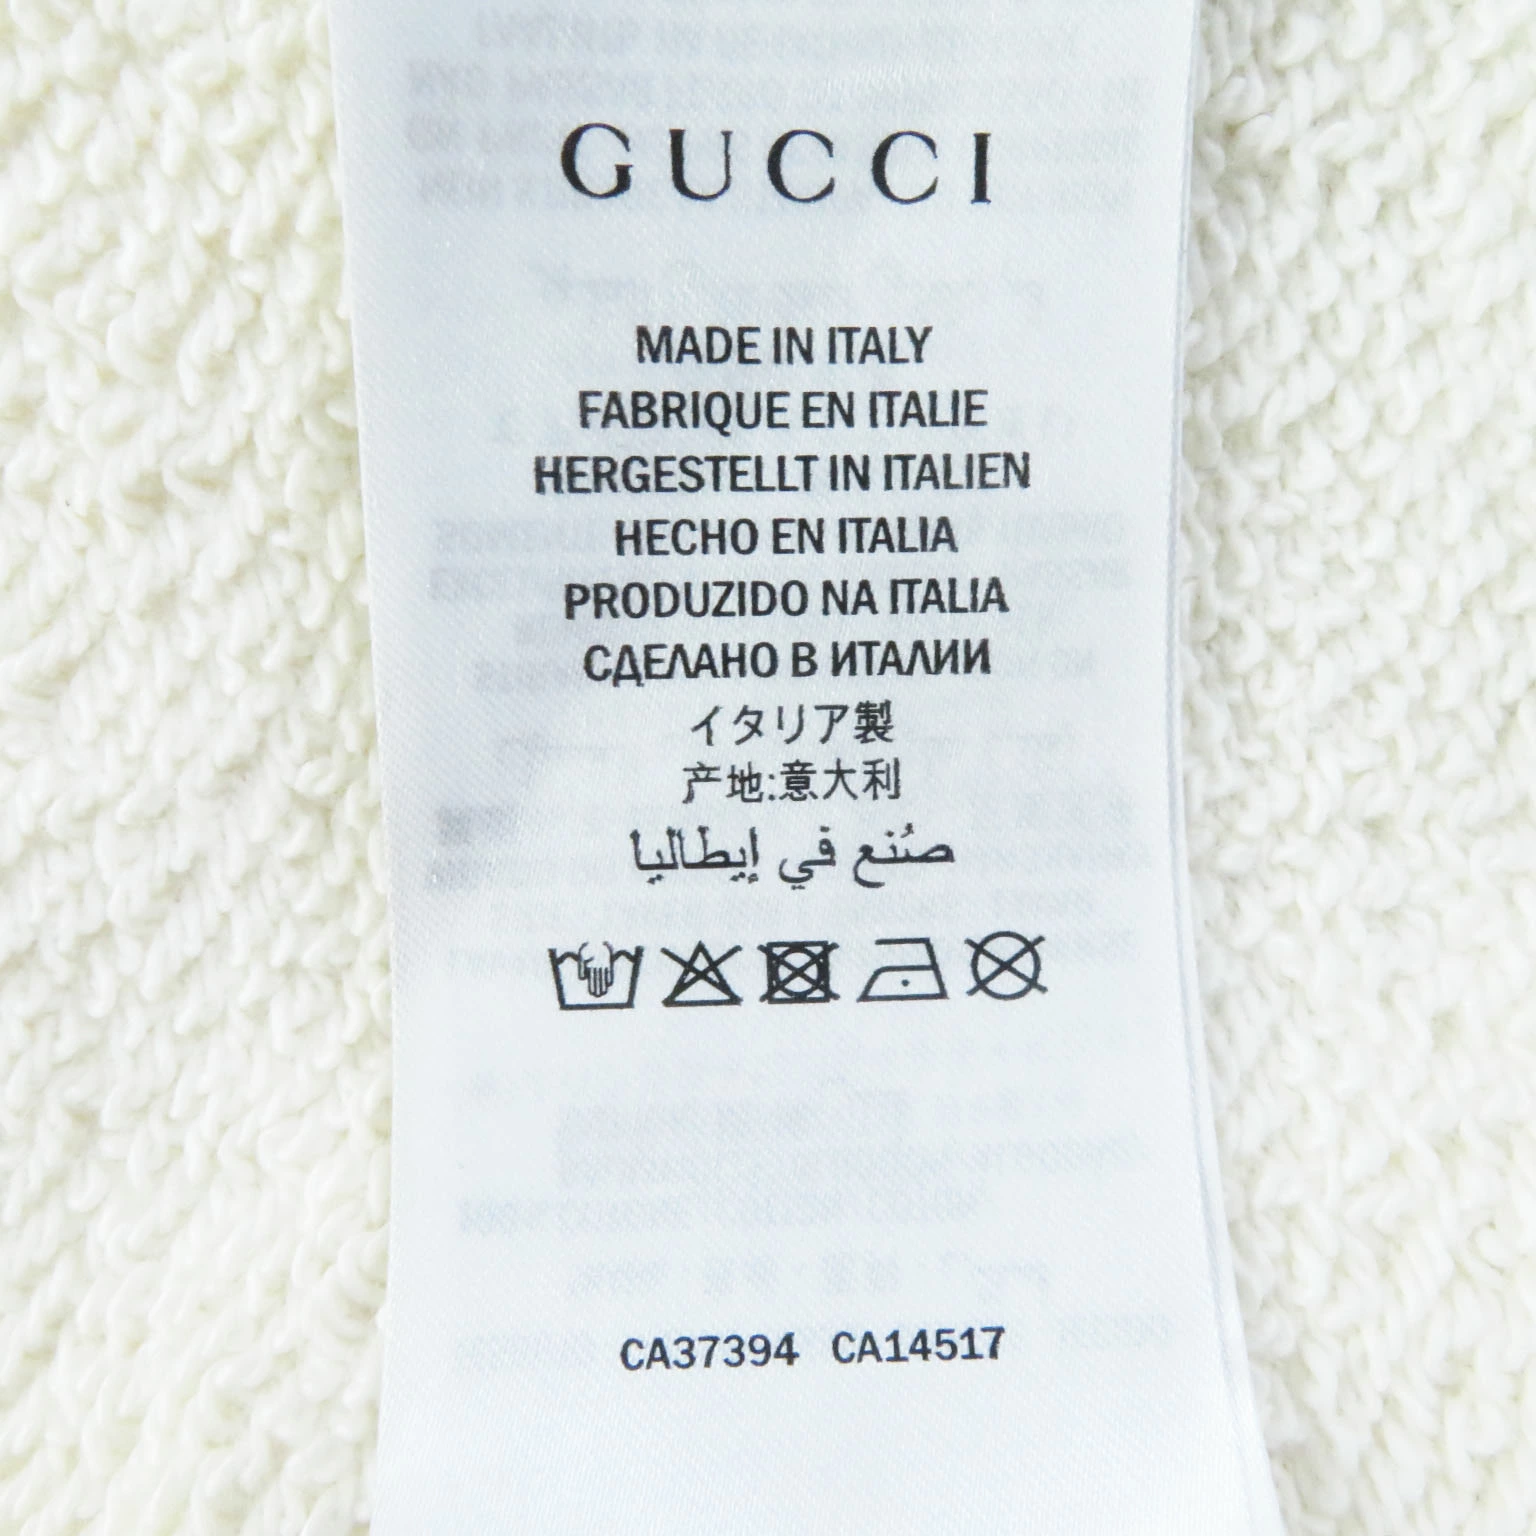 GUCCI
MADE IN ITALY
FABRIQUE EN ITALIE
HERGESTELLT IN ITALIEN
HECHO EN ITALIA
PRODUZIDO NA ITALIA
СДЕЛАНО В ИТАЛИИ
イタリア製
产地:意大利
صُنع في إيطاليا
CA37394 CA14517